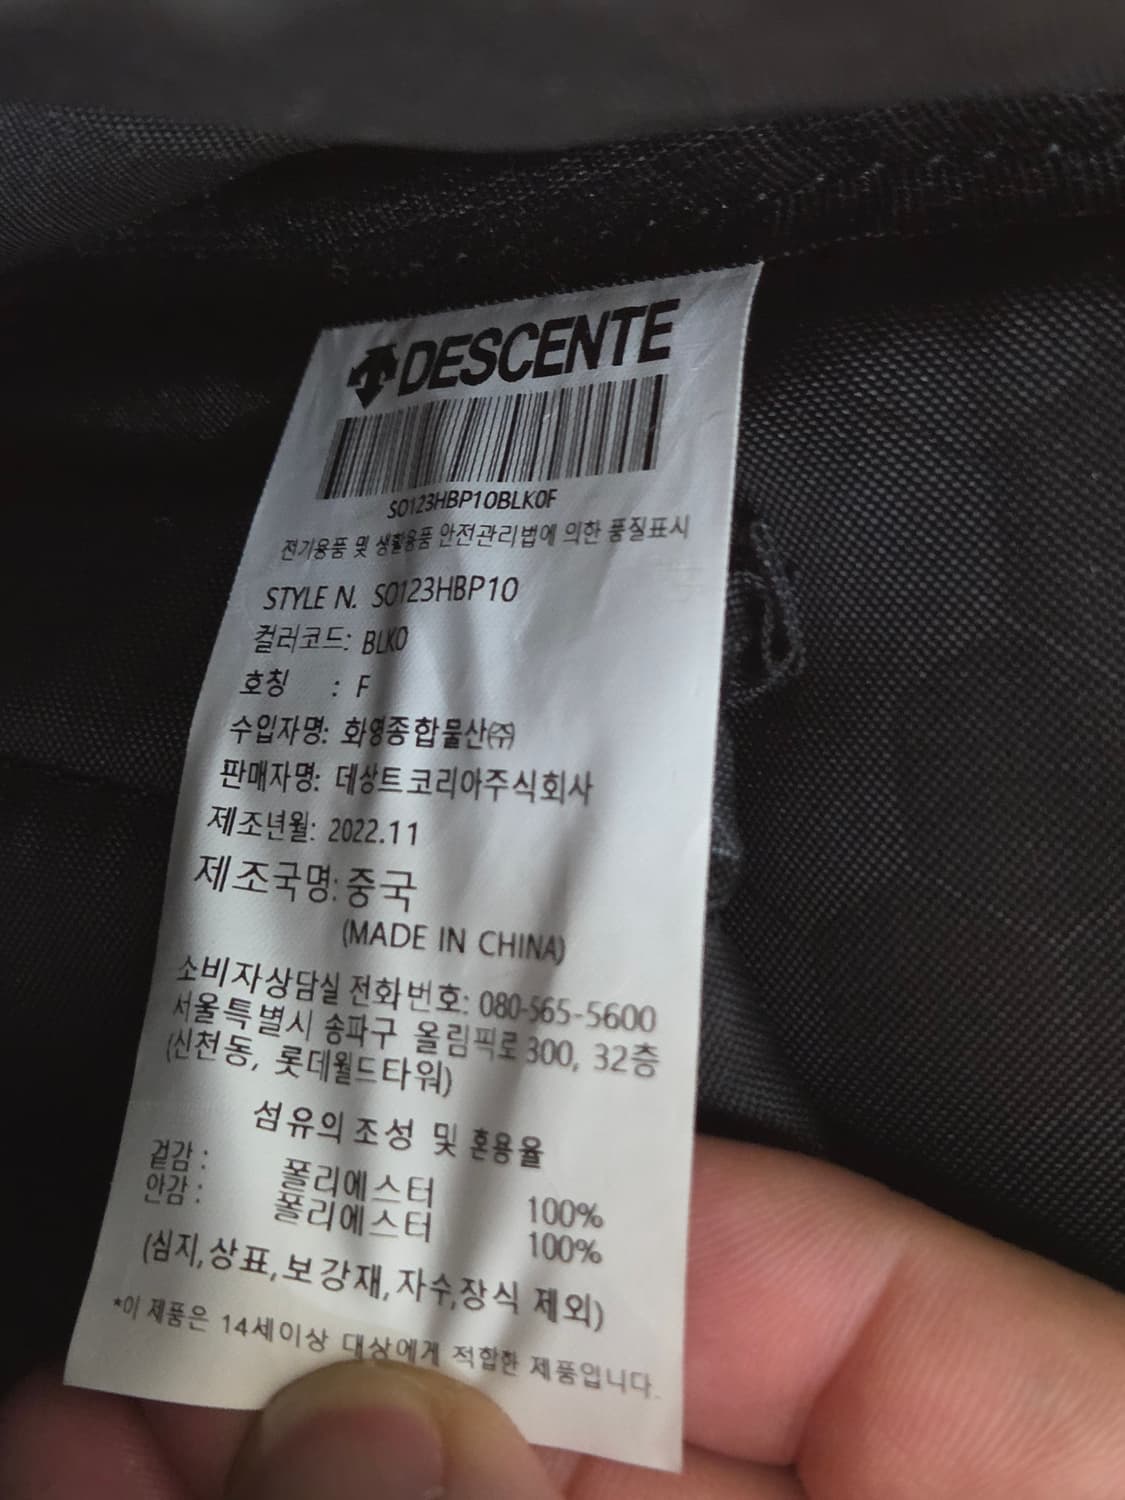 DESCENTE
SO123HBP10BLK0F
전기용품 및 생활용품 안전관리법에 의한 품질표시
STYLE N. SO123HBP10
컬러코드: BLK0
호칭 : F
수입자명: 화영종합물산㈜
판매자명: 데상트코리아주식회사
제조년월: 2022.11
제조국명: 중국
(MADE IN CHINA)
소비자상담실 전화번호: 080-565-5600
서울특별시 송파구 올림픽로 300, 32층
(신천동, 롯데월드타워)
섬유의 조성 및 혼용율
겉감 : 폴리에스터 100%
안감 : 폴리에스터 100%
(심지,상표,보강재,자수,장식 제외)
*이 제품은 14세이상 대상에게 적합한 제품입니다.